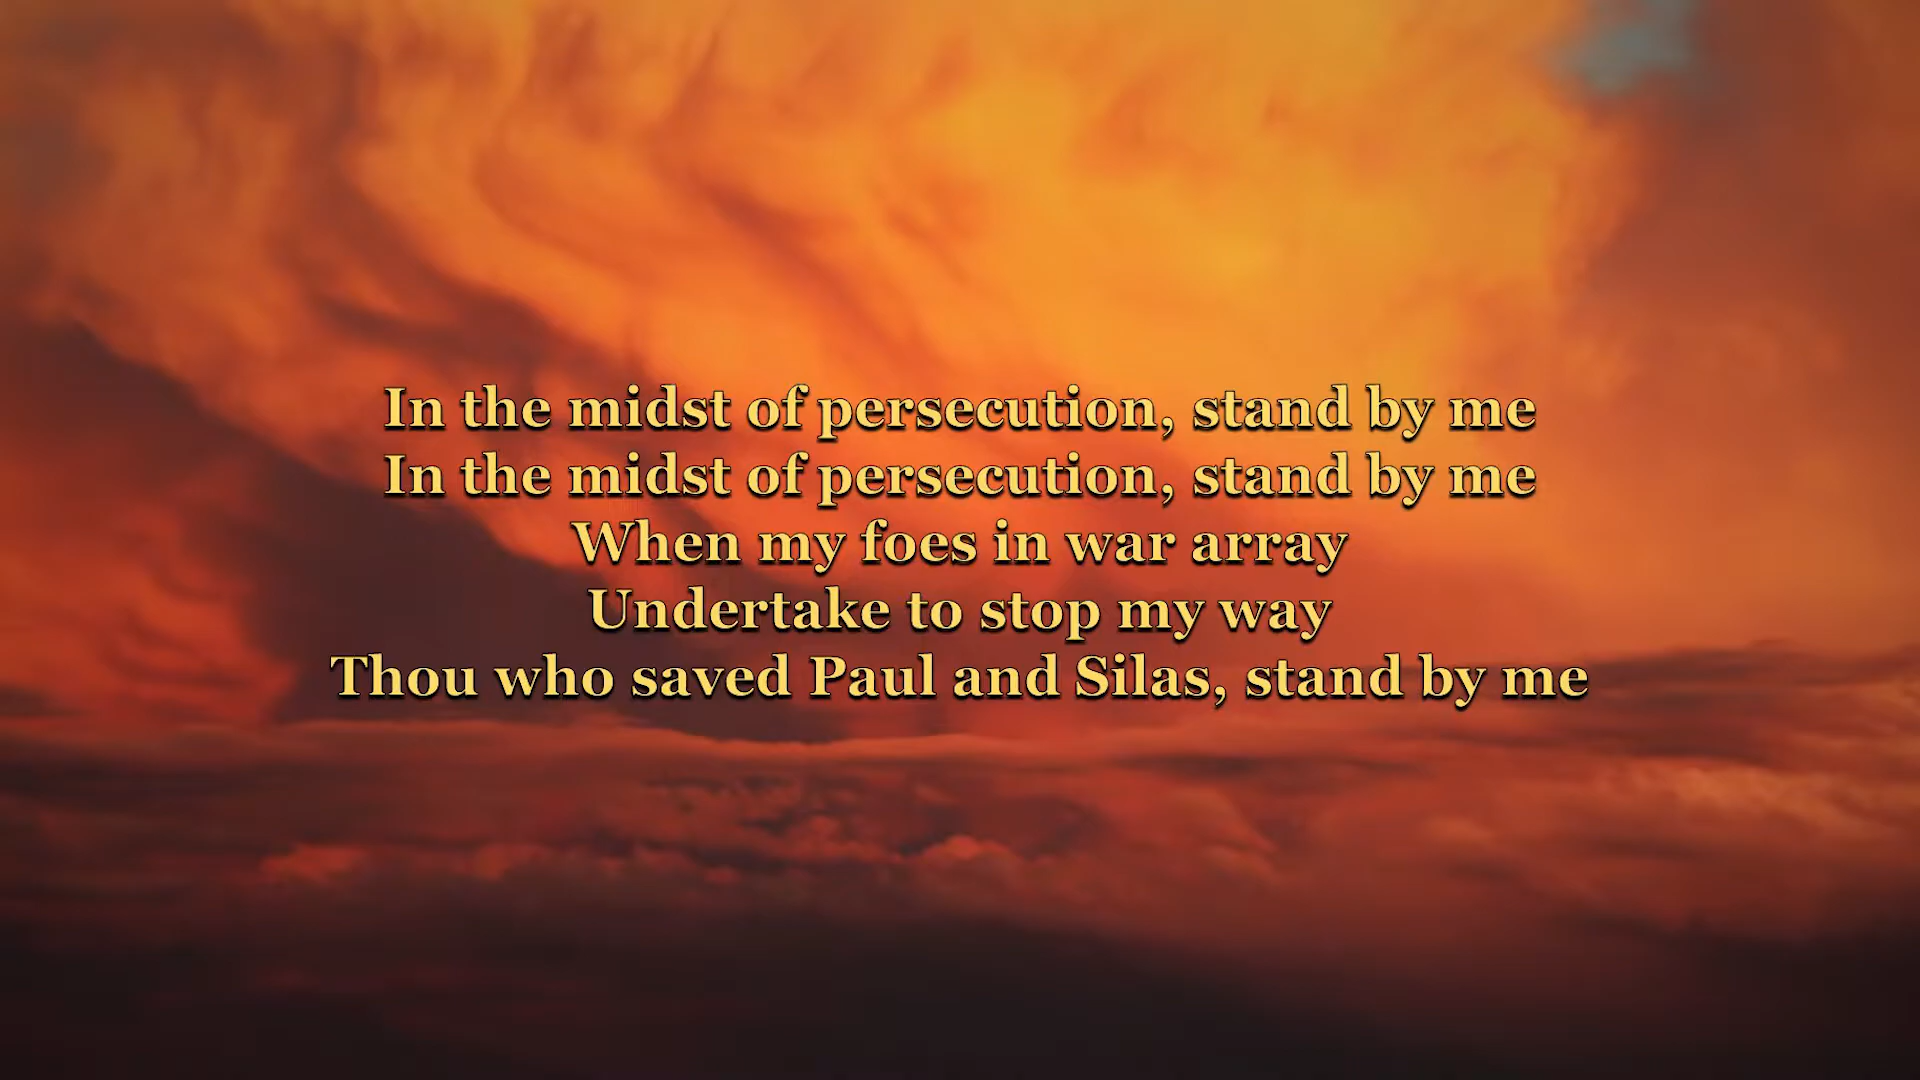 In the midst of persecution, stand by me
In the midst of persecution, stand by me
When my foes in war array
Undertake to stop my way
Thou who saved Paul and Silas, stand by me